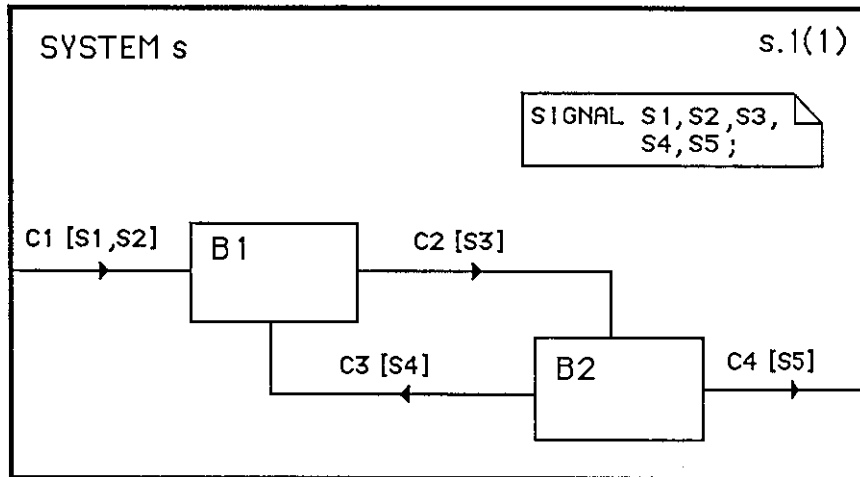 SYSTEM s
s.1(1)
SIGNAL S1,S2,S3,
S4,S5;
C1 [S1,S2]
B1
C2 [S3]
C3 [S4]
B2
C4 [S5]